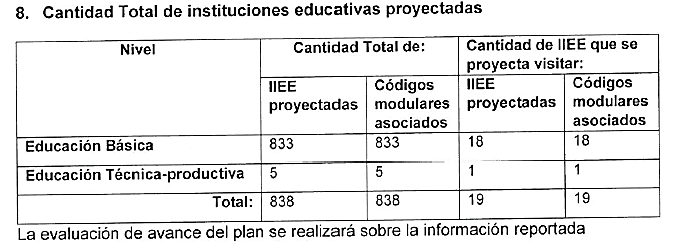 8. Cantidad Total de instituciones educativas proyectadas
Nivel Cantidad Total de: Cantidad de IIEE que se
proyecta visitar:
IIEE Códigos IIEE Códigos
proyectadas modulares proyectadas modulares
asociados asociados
Educación Básica 833 833 18 18
Educación Técnica-productiva 5 5 1 1
Total: 838 838 19 19
La evaluación de avance del plan se realizará sobre la información reportada